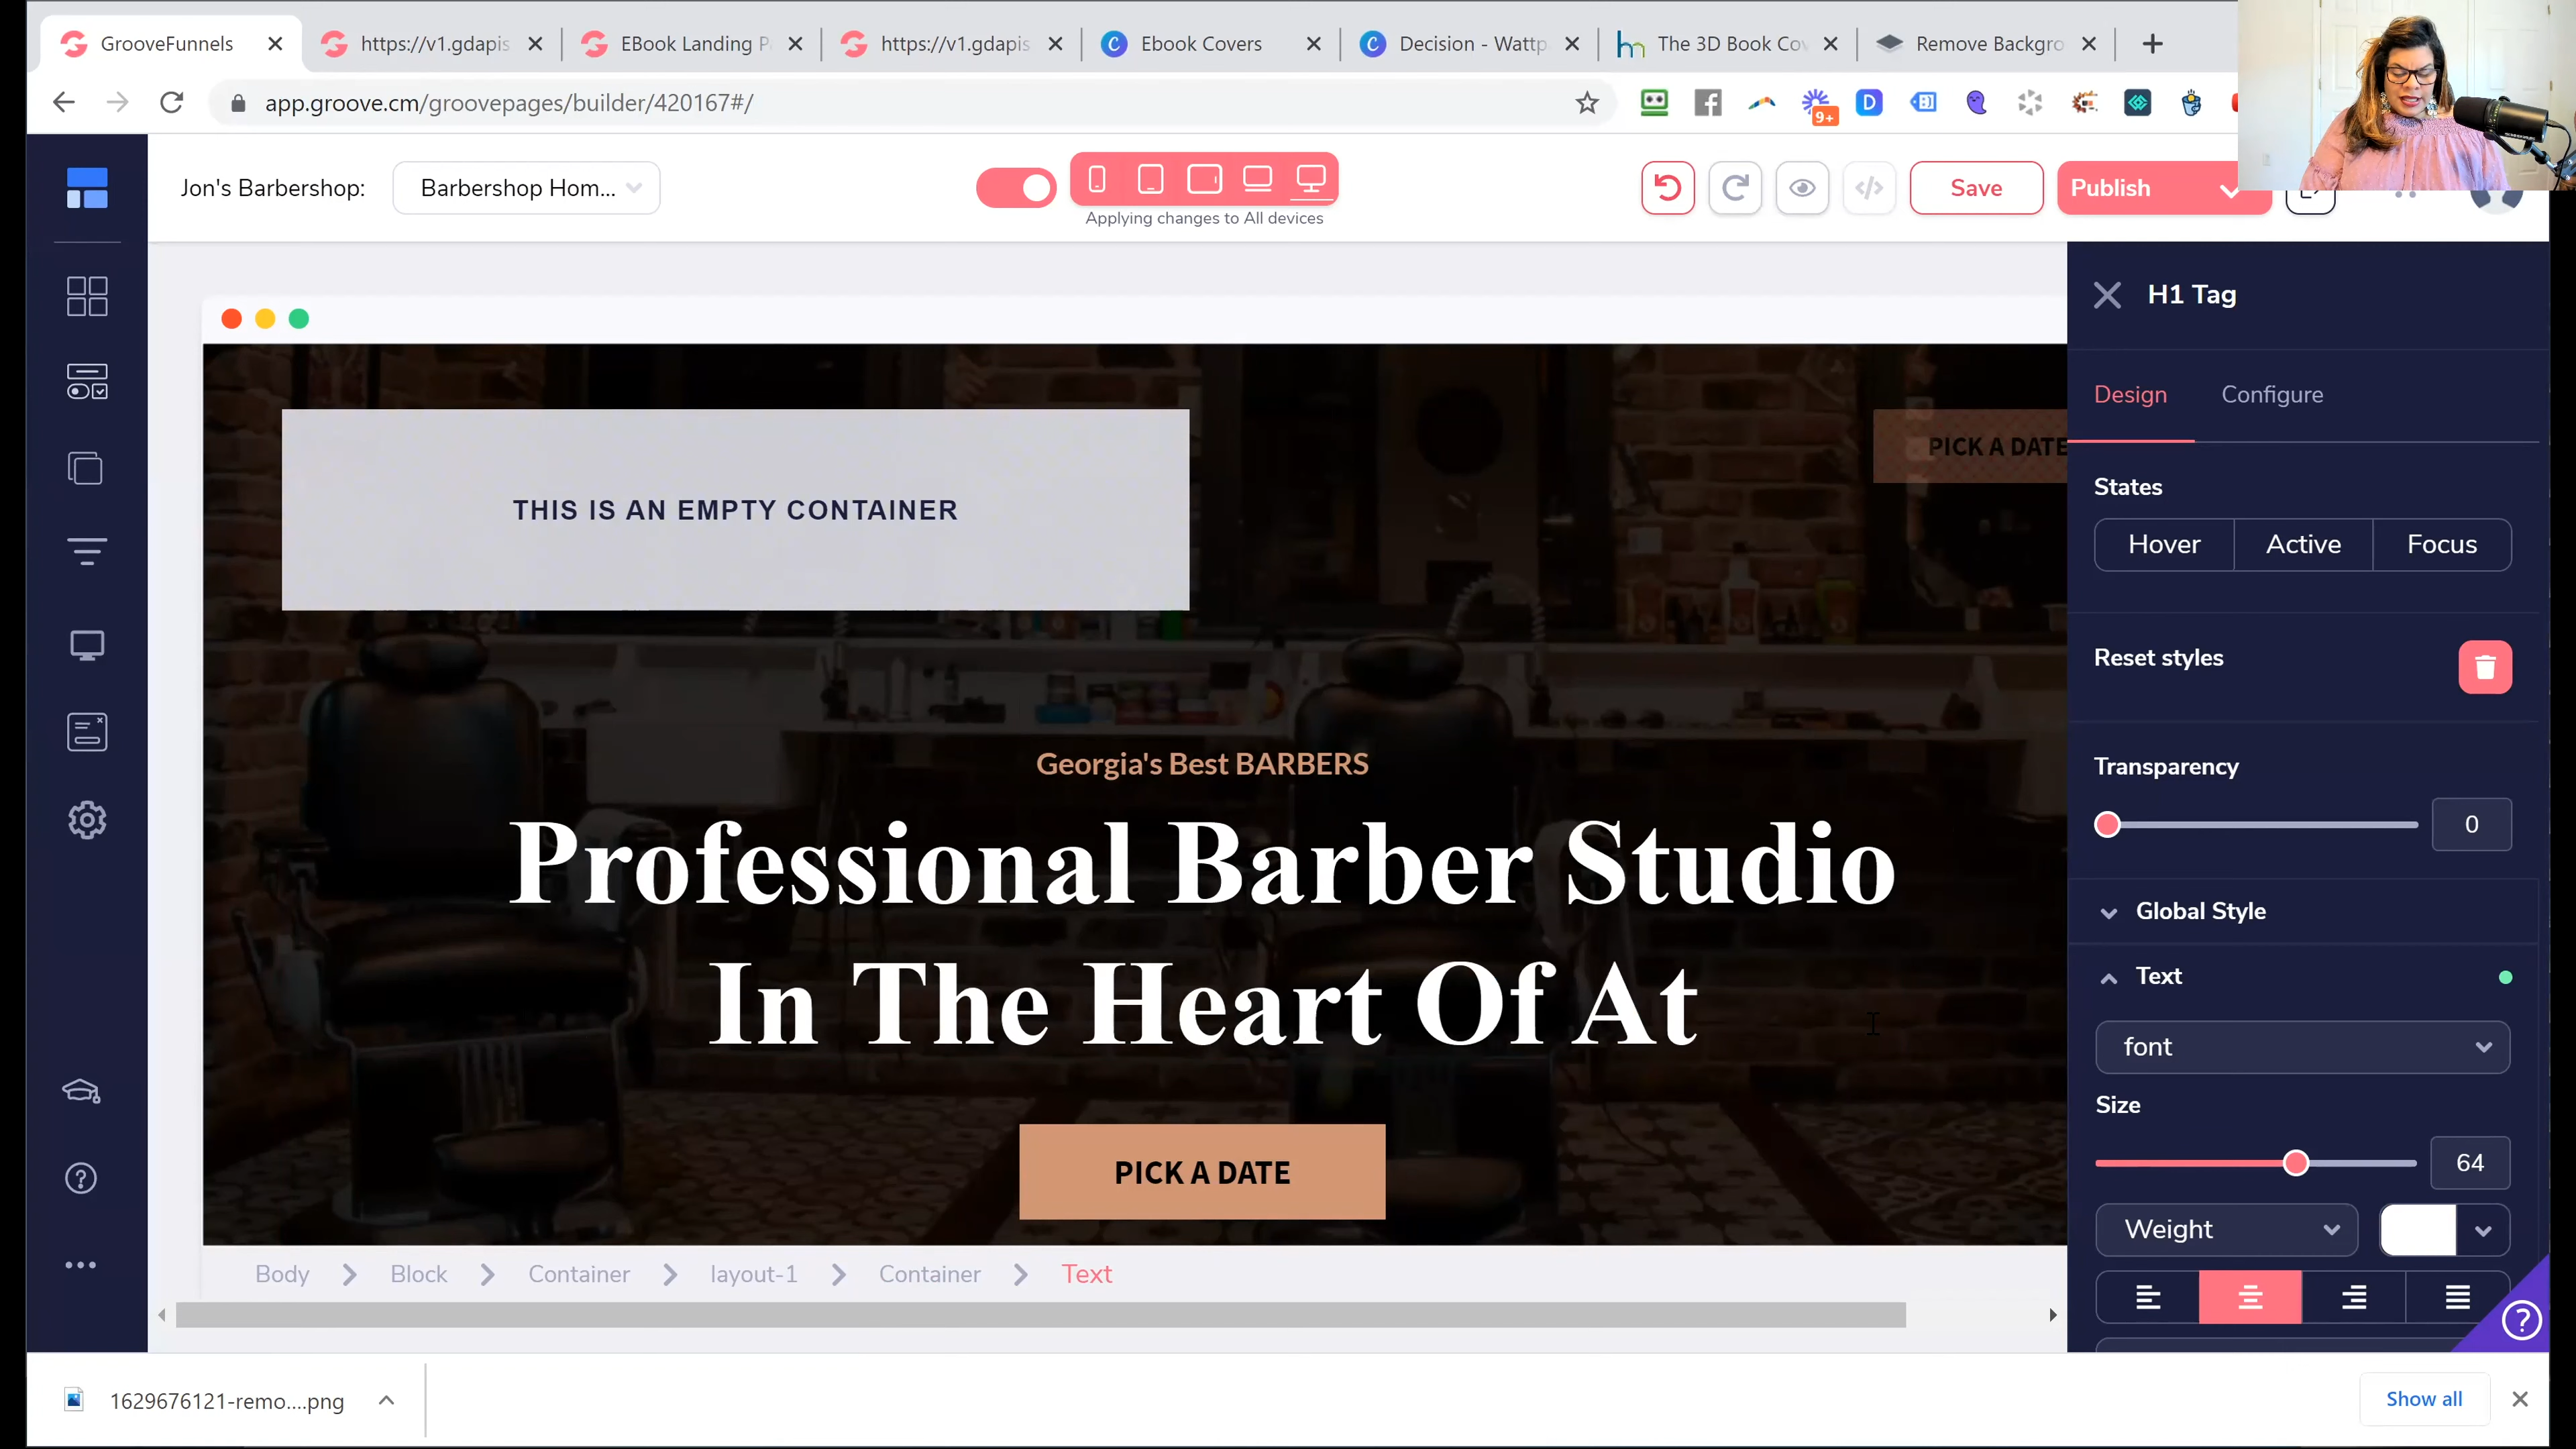 GrooveFunnels
https://v1.gdapis
EBook Landing P
https://v1.gdapis
Ebook Covers
Decision - Wattp
The 3D Book Cov
Remove Backgro
app.groove.cm/groovepages/builder/420167#/
9+
Jon's Barbershop:
Barbershop Hom...
Applying changes to All devices
Save
Publish
H1 Tag
Design
Configure
PICK A DATE
THIS IS AN EMPTY CONTAINER
States
Hover
Active
Focus
Reset styles
Georgia's Best BARBERS
Transparency
0
Professional Barber Studio
In The Heart Of At
Global Style
Text
font
Size
64
PICK A DATE
Weight
Body
Block
Container
layout-1
Container
Text
1629676121-remo....png
Show all